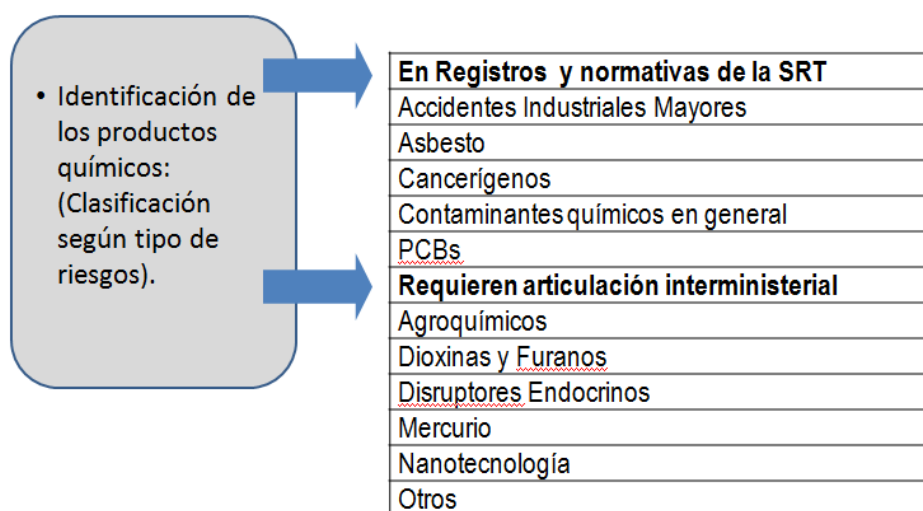 • Identificación de
los productos
químicos:
(Clasificación
según tipo de
riesgos).
En Registros y normativas de la SRT
Accidentes Industriales Mayores
Asbesto
Cancerígenos
Contaminantes químicos en general
PCBs
Requieren articulación interministerial
Agroquímicos
Dioxinas y Furanos
Disruptores Endocrinos
Mercurio
Nanotecnología
Otros